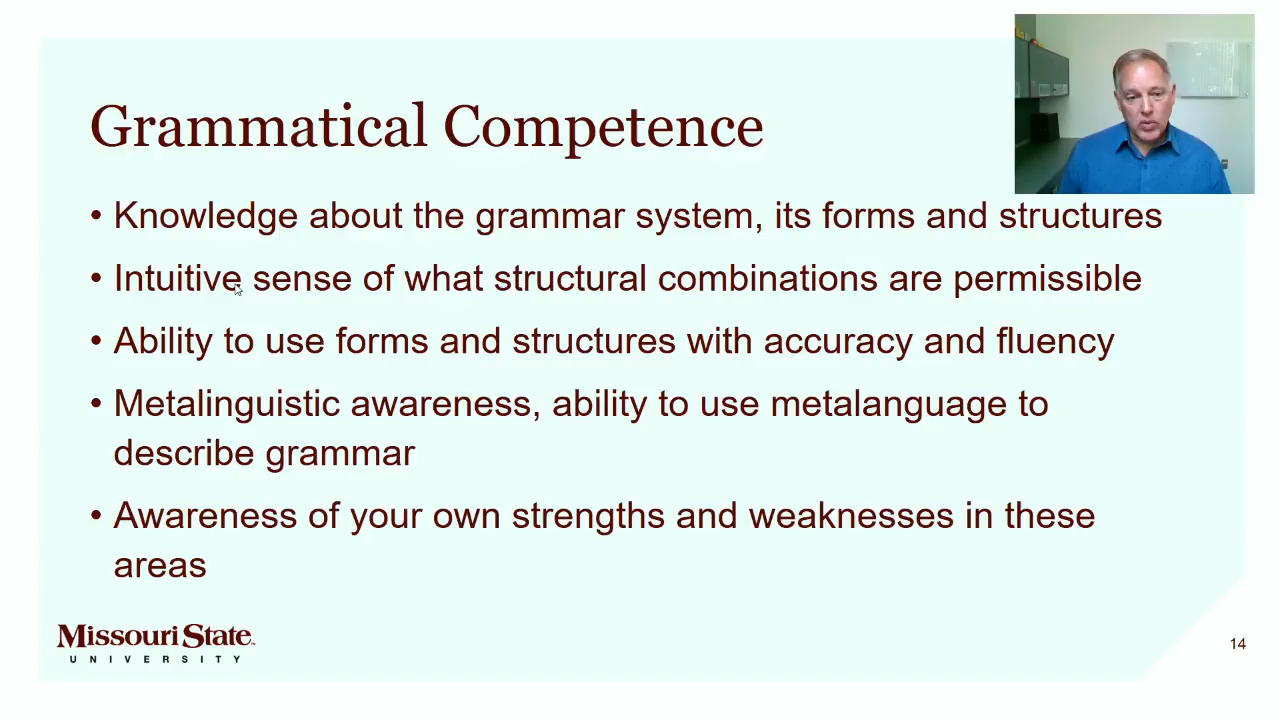 Grammatical Competence
• Knowledge about the grammar system, its forms and structures
• Intuitive sense of what structural combinations are permissible
• Ability to use forms and structures with accuracy and fluency
• Metalinguistic awareness, ability to use metalanguage to
describe grammar
• Awareness of your own strengths and weaknesses in these
areas
Missouri State
UNIVERSITY
14